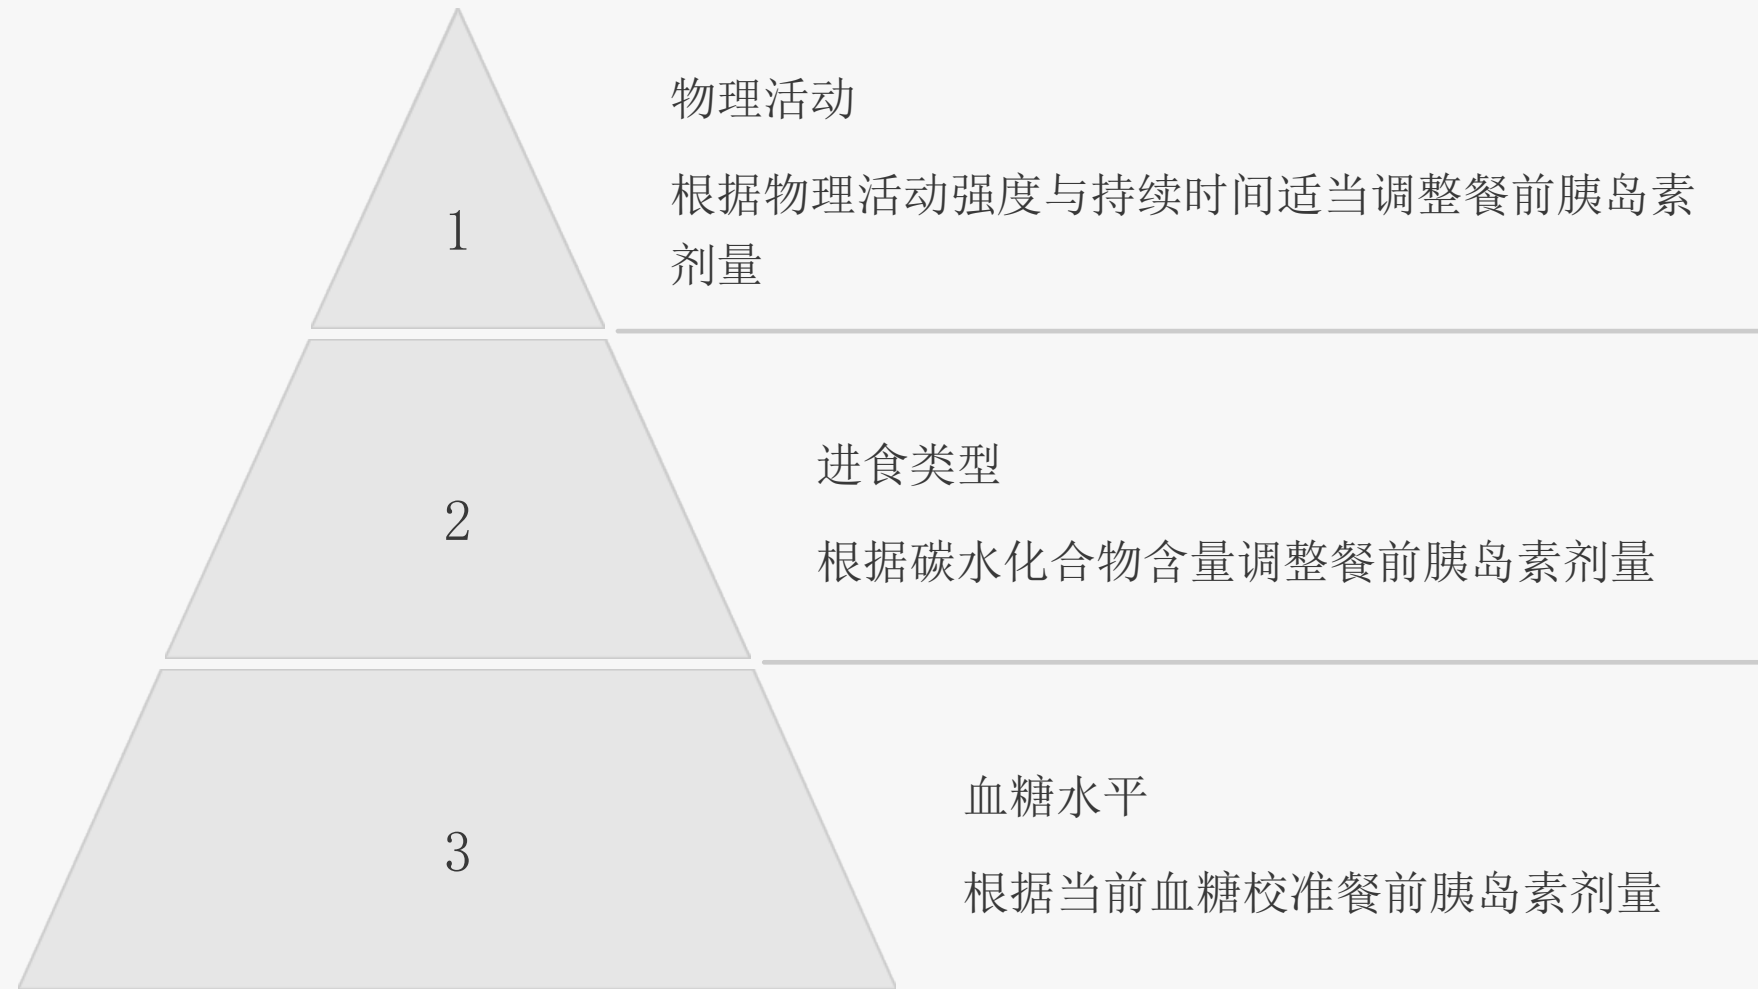 1
物理活动
根据物理活动强度与持续时间适当调整餐前胰岛素
剂量
2
进食类型
根据碳水化合物含量调整餐前胰岛素剂量
3
血糖水平
根据当前血糖校准餐前胰岛素剂量